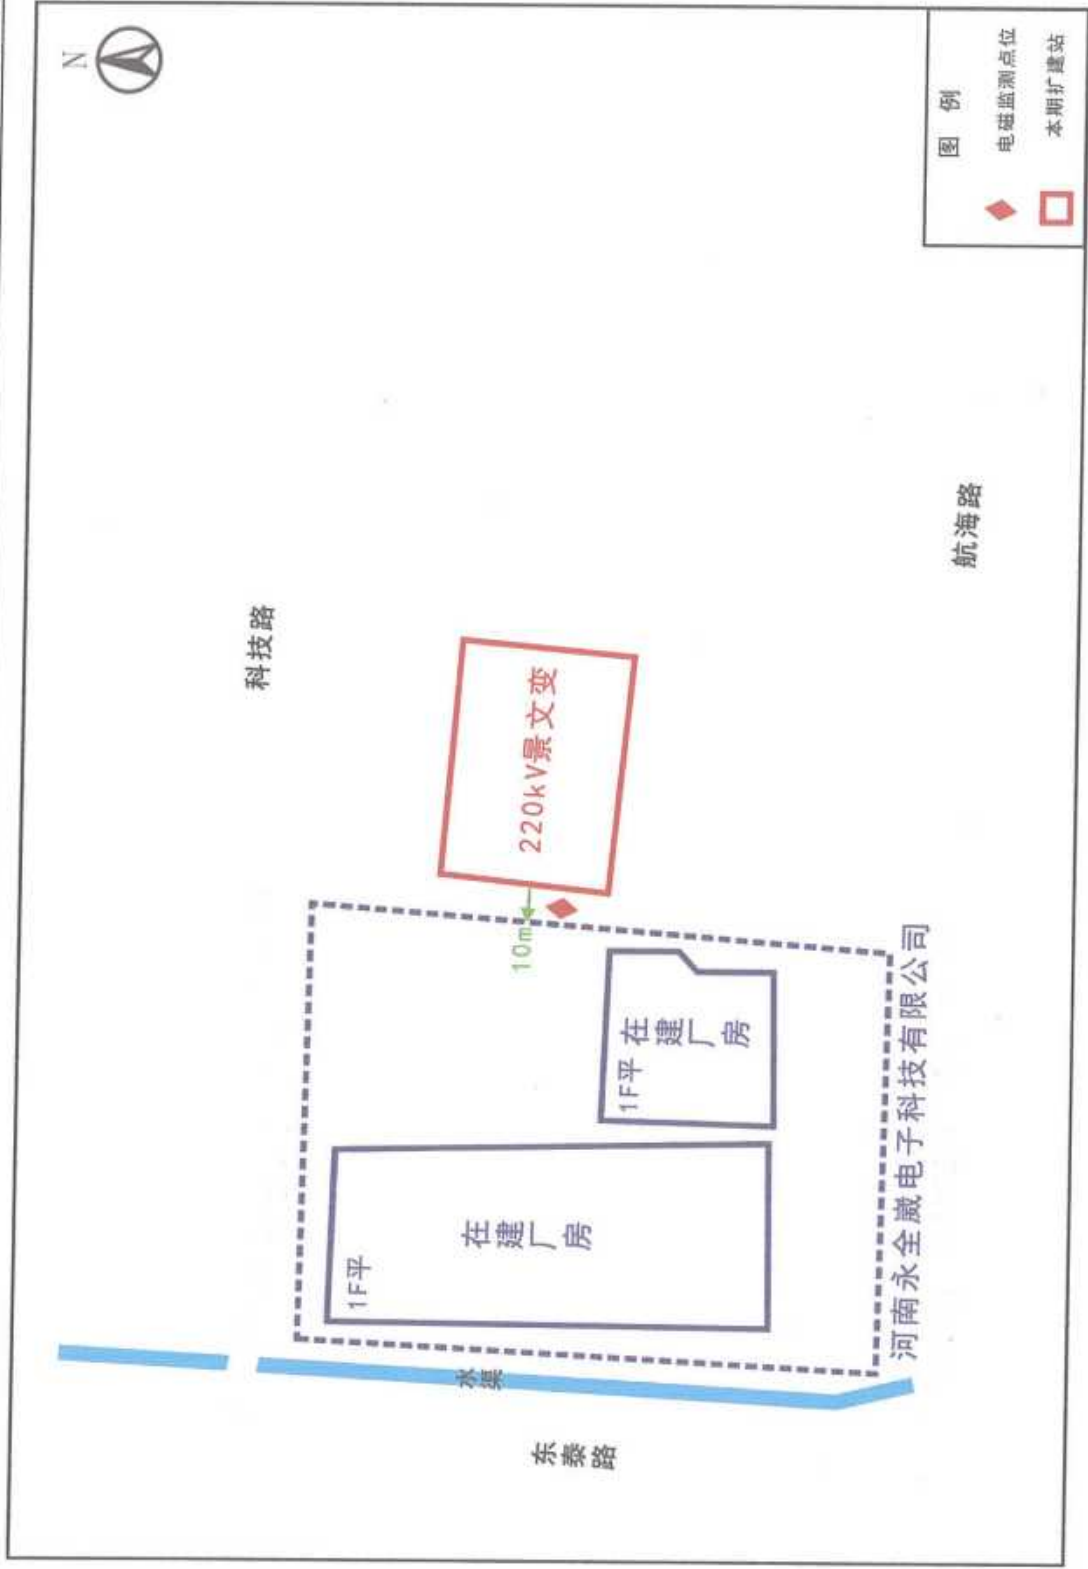 N
科技路
220kV景文变
10m
1F平
在建厂房
1F平
在建厂房
水渠
东泰路
河南永全崴电子科技有限公司
航海路
图 例
电磁监测点位
本期扩建站